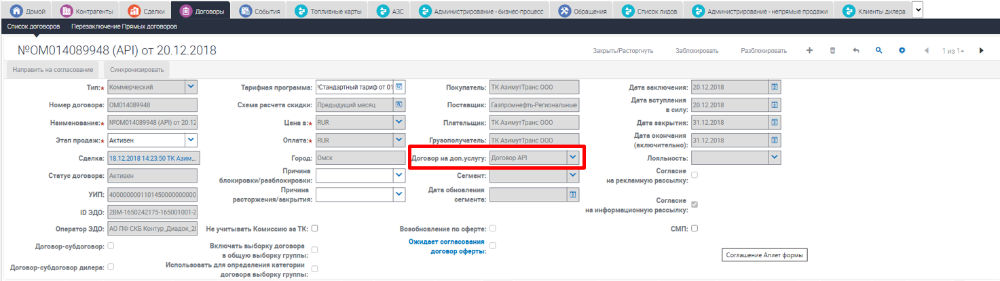 Домой Контрагенты Сделки Договоры События Топливные карты АЗС Администрирование - бизнес-процесс Обращения Список лидов Администрирование - непрямые продажи Клиенты дилера
Список договоров Перезаключение Прямых договоров
№ОМ014089948 (API) от 20.12.2018 Закрыть/Расторгнуть Заблокировать Разблокировать 1 из 1+
Направить на согласование Синхронизировать
Тип:* Коммерческий Тарифная программа: !Стандартный тариф от 01 Покупатель: ТК АзимутТранс ООО Дата заключения: 20.12.2018
Номер договора: ОМ014089948 Схема расчета скидки: Предыдущий месяц Поставщик: Газпромнефть-Региональные Дата вступления в силу: 20.12.2018
Наименование:* №ОМ014089948 (API) от 20.12 Цена в:* RUR Плательщик: ТК АзимутТранс ООО Дата закрытия: 31.12.2018
Этап продаж:* Активен Оплата:* RUR Грузополучатель: ТК АзимутТранс ООО Дата окончания (включительно): 31.12.2018
Сделка: 18.12.2018 14:23:50 ТК Азим... Город: Омск Договор на доп.услугу: Договор API Лояльность:
Статус договора: Активен Причина блокировки/разблокировки: Сегмент: Согласие на рекламную рассылку:
УИП: 4000000001101450000000000 Причина расторжения/закрытия: Дата обновления сегмента: Согласие на информационную рассылку:
ID ЭДО: 2BM-1650242175-165001001-2
Оператор ЭДО: АО ПФ СКБ Контур_Диадок_2I Не учитывать Комиссию за ТК: Возобновление по оферте: СМП:
Договор-субдоговор: Включать выборку договора в общую выборку группы: Ожидает согласования договор оферты:
Соглашение Аплет формы
Договор-субдоговор дилера: Использовать для определения категории договора выборку группы: